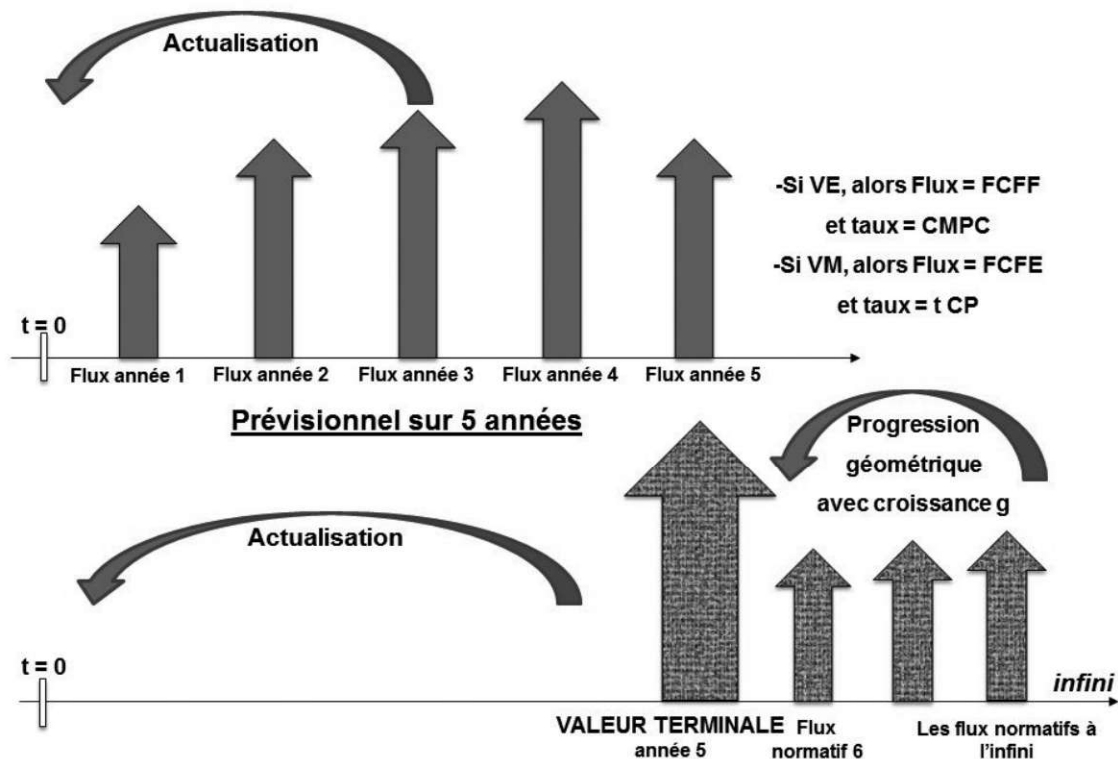 Actualisation
-Si VE, alors Flux = FCFF
et taux = CMPC
-Si VM, alors Flux = FCFE
et taux = t CP
t = 0
Flux année 1
Flux année 2
Flux année 3
Flux année 4
Flux année 5
Prévisionnel sur 5 années
Progression
géométrique
avec croissance g
Actualisation
t = 0
infini
VALEUR TERMINALE
année 5
Flux
normatif 6
Les flux normatifs à
l'infini